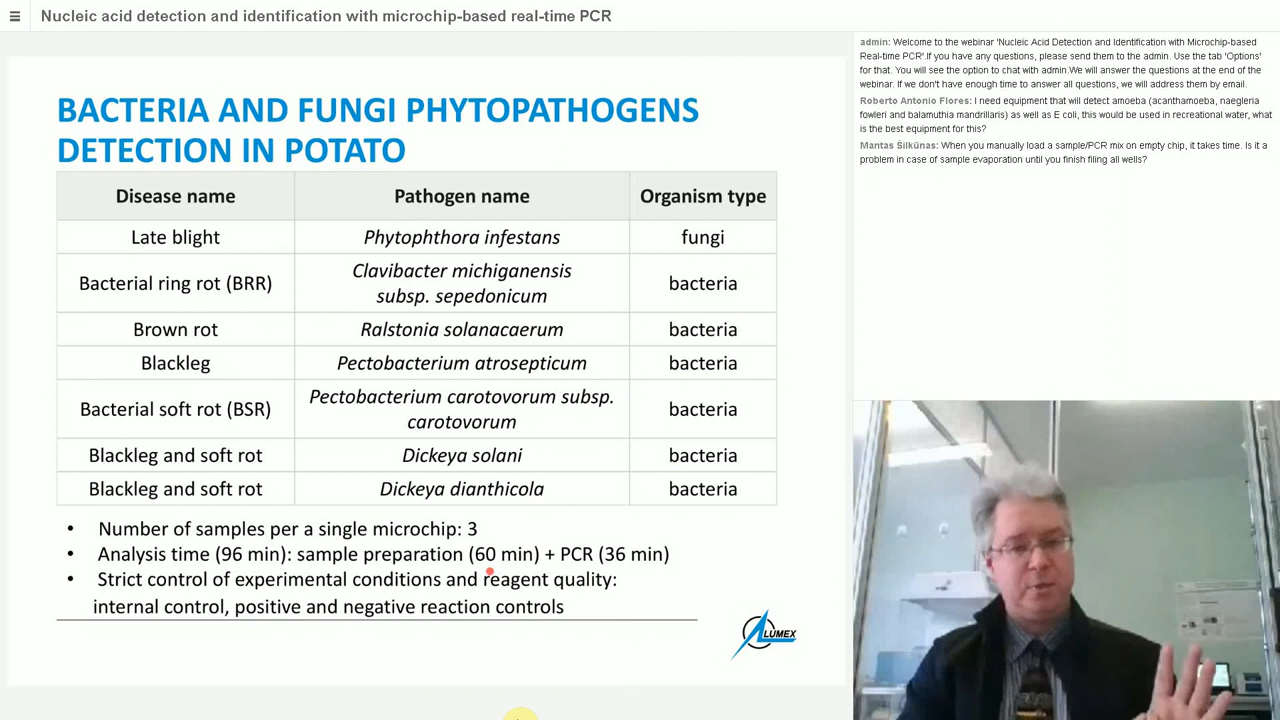 Nucleic acid detection and identification with microchip-based real-time PCR
BACTERIA AND FUNGI PHYTOPATHOGENS
DETECTION IN POTATO
Disease name Pathogen name Organism type
Late blight Phytophthora infestans fungi
Bacterial ring rot (BRR) Clavibacter michiganensis
subsp. sepedonicum bacteria
Brown rot Ralstonia solanacaerum bacteria
Blackleg Pectobacterium atrosepticum bacteria
Bacterial soft rot (BSR) Pectobacterium carotovorum subsp.
carotovorum bacteria
Blackleg and soft rot Dickeya solani bacteria
Blackleg and soft rot Dickeya dianthicola bacteria
• Number of samples per a single microchip: 3
• Analysis time (96 min): sample preparation (60 min) + PCR (36 min)
• Strict control of experimental conditions and reagent quality:
internal control, positive and negative reaction controls
LUMEX
admin: Welcome to the webinar 'Nucleic Acid Detection and Identification with Microchip-based
Real-time PCR'.If you have any questions, please send them to the admin. Use the tab 'Options'
for that. You will see the option to chat with admin.We will answer the questions at the end of the
webinar. If we don't have enough time to answer all questions, we will address them by email.
Roberto Antonio Flores: I need equipment that will detect amoeba (acanthamoeba, naegleria
fowleri and balamuthia mandrillaris) as well as E coli, this would be used in recreational water, what
is the best equipment for this?
Mantas Šilkūnas: When you manually load a sample/PCR mix on empty chip, it takes time. Is it a
problem in case of sample evaporation until you finish filing all wells?